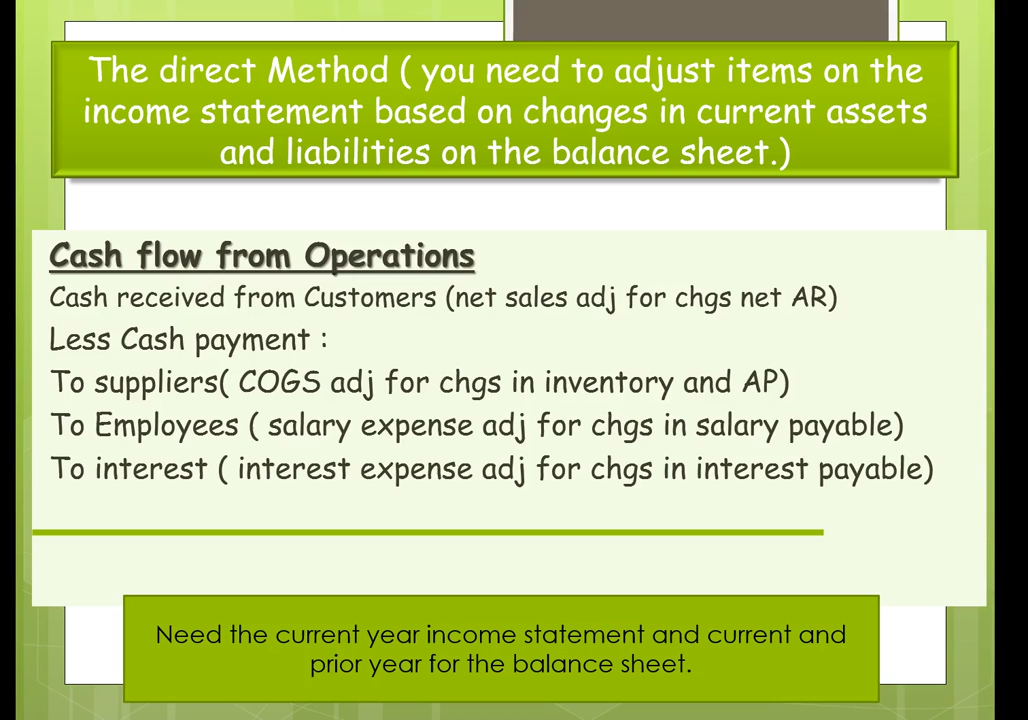 The direct Method ( you need to adjust items on the
income statement based on changes in current assets
and liabilities on the balance sheet.)
Cash flow from Operations
Cash received from Customers (net sales adj for chgs net AR)
Less Cash payment :
To suppliers( COGS adj for chgs in inventory and AP)
To Employees ( salary expense adj for chgs in salary payable)
To interest ( interest expense adj for chgs in interest payable)
Need the current year income statement and current and
prior year for the balance sheet.